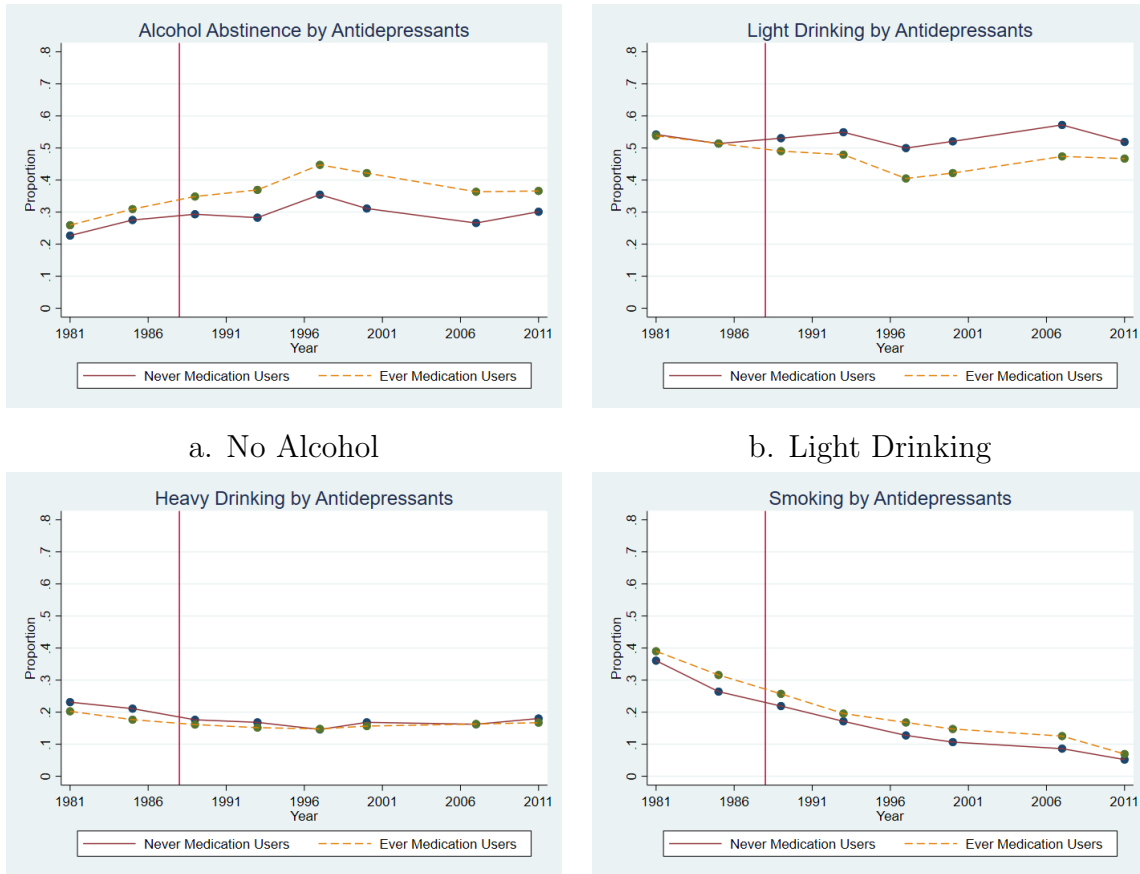 Alcohol Abstinence by Antidepressants
Proportion
0 .1 .2 .3 .4 .5 .6 .7 .8
1981 1986 1991 1996 2001 2006 2011
Year
Never Medication Users Ever Medication Users
a. No Alcohol
Light Drinking by Antidepressants
Proportion
0 .1 .2 .3 .4 .5 .6 .7 .8
1981 1986 1991 1996 2001 2006 2011
Year
Never Medication Users Ever Medication Users
b. Light Drinking
Heavy Drinking by Antidepressants
Proportion
0 .1 .2 .3 .4 .5 .6 .7 .8
1981 1986 1991 1996 2001 2006 2011
Year
Never Medication Users Ever Medication Users
Smoking by Antidepressants
Proportion
0 .1 .2 .3 .4 .5 .6 .7 .8
1981 1986 1991 1996 2001 2006 2011
Year
Never Medication Users Ever Medication Users